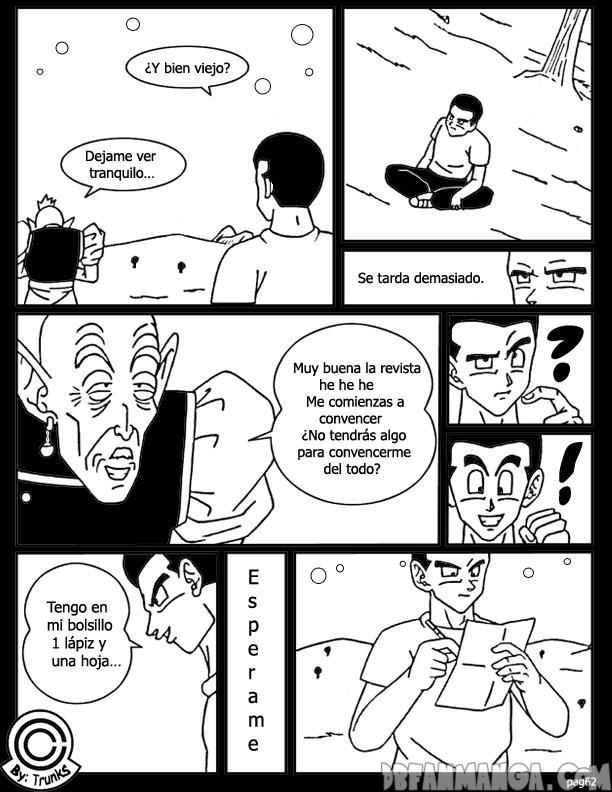 ¿Y bien viejo?
Dejame ver
tranquilo...
Se tarda demasiado.
Muy buena la revista
he he he
Me comienzas a
convencer
¿No tendrás algo
para convencerme
del todo?
?
!
Tengo en
mi bolsillo
1 lápiz y
una hoja...
Esperame
By: Trunks
DBFANMANGA.COM
pag62